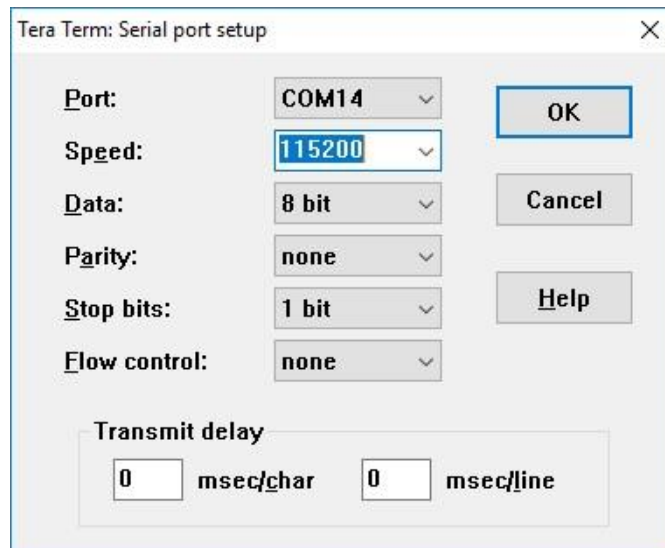 Tera Term: Serial port setup
Port: COM14
OK
Speed: 115200
Data: 8 bit
Cancel
Parity: none
Stop bits: 1 bit
Help
Flow control: none
Transmit delay
0 msec/char 0 msec/line